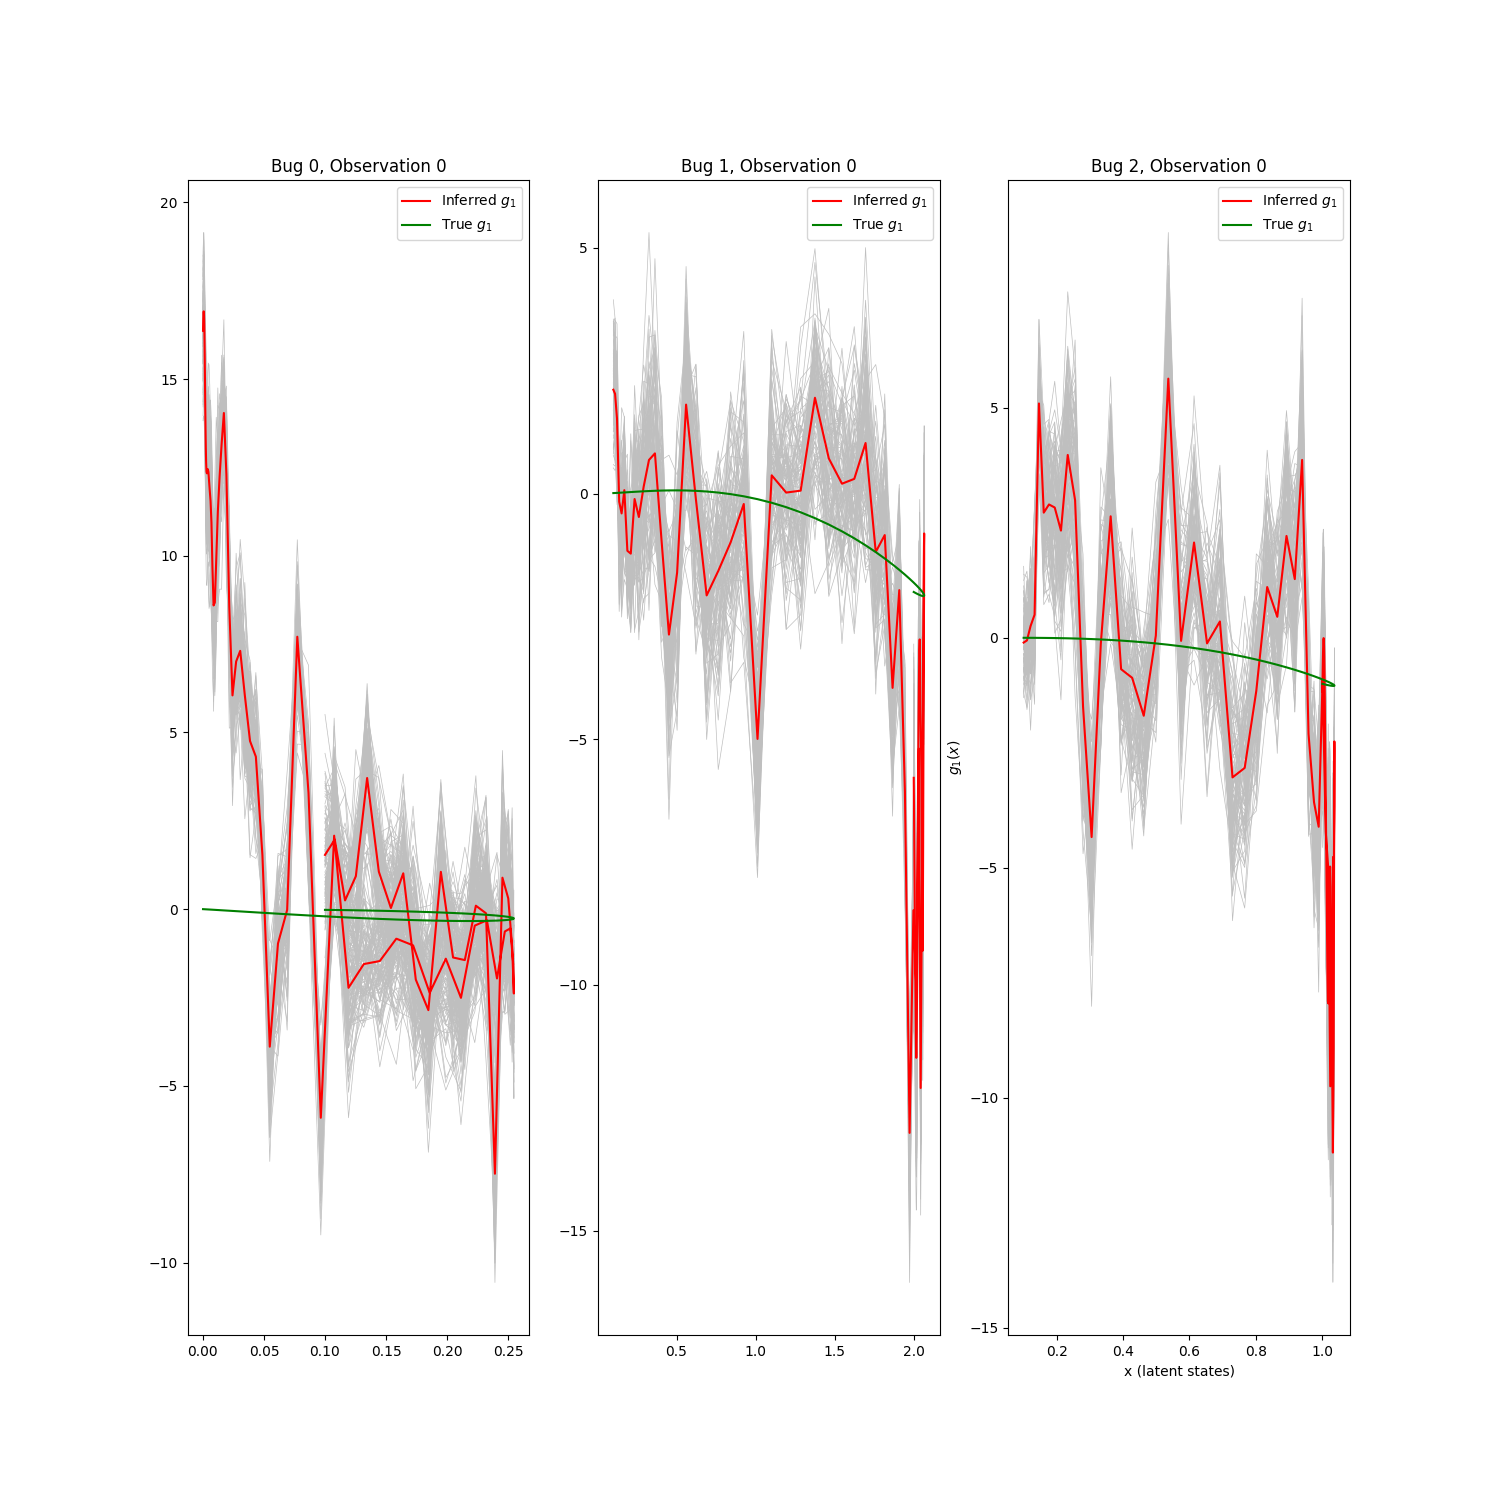 Bug 0, Observation 0
Inferred g₁
True g₁
20
15
10
5
0
−5
−10
0.00 0.05 0.10 0.15 0.20 0.25
Bug 1, Observation 0
Inferred g₁
True g₁
5
0
−5
−10
−15
0.5 1.0 1.5 2.0
Bug 2, Observation 0
Inferred g₁
True g₁
g₁(x)
5
0
−5
−10
−15
0.2 0.4 0.6 0.8 1.0
x (latent states)